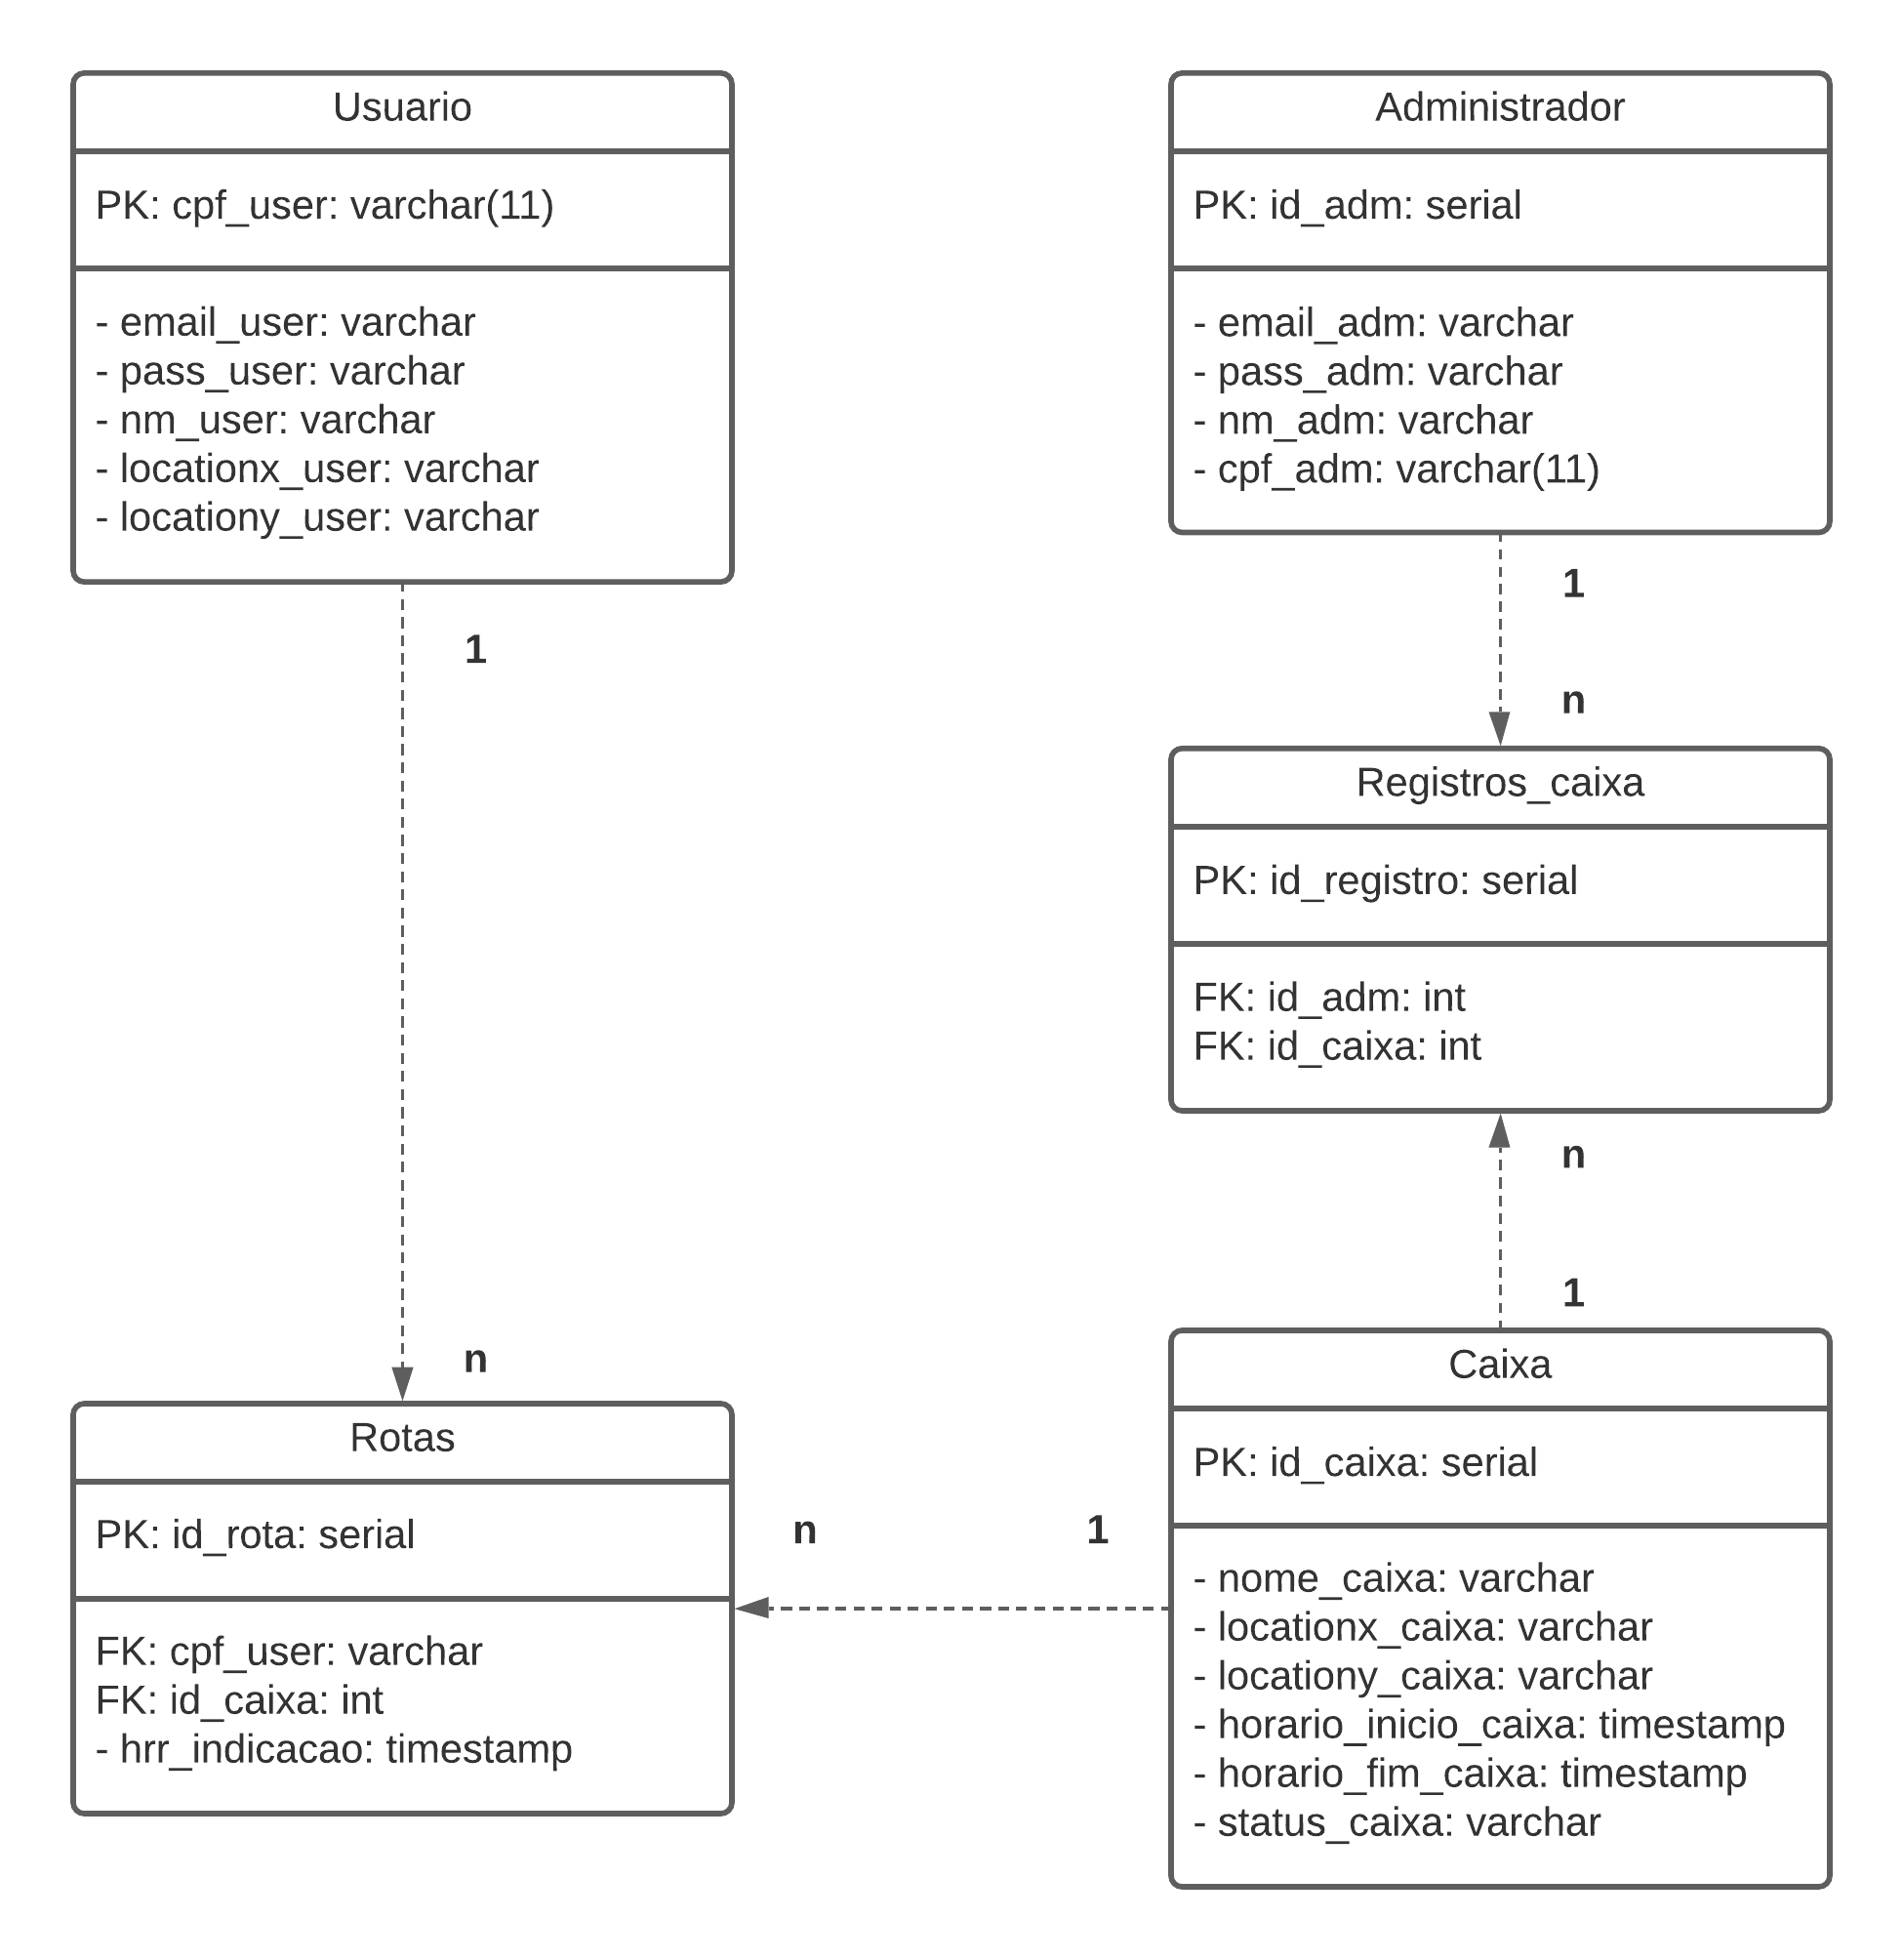 Usuario
PK: cpf_user: varchar(11)
- email_user: varchar
- pass_user: varchar
- nm_user: varchar
- locationx_user: varchar
- locationy_user: varchar
1
n
Administrador
PK: id_adm: serial
- email_adm: varchar
- pass_adm: varchar
- nm_adm: varchar
- cpf_adm: varchar(11)
1
n
Registros_caixa
PK: id_registro: serial
FK: id_adm: int
FK: id_caixa: int
n
1
Rotas
PK: id_rota: serial
FK: cpf_user: varchar
FK: id_caixa: int
- hrr_indicacao: timestamp
n
1
Caixa
PK: id_caixa: serial
- nome_caixa: varchar
- locationx_caixa: varchar
- locationy_caixa: varchar
- horario_inicio_caixa: timestamp
- horario_fim_caixa: timestamp
- status_caixa: varchar